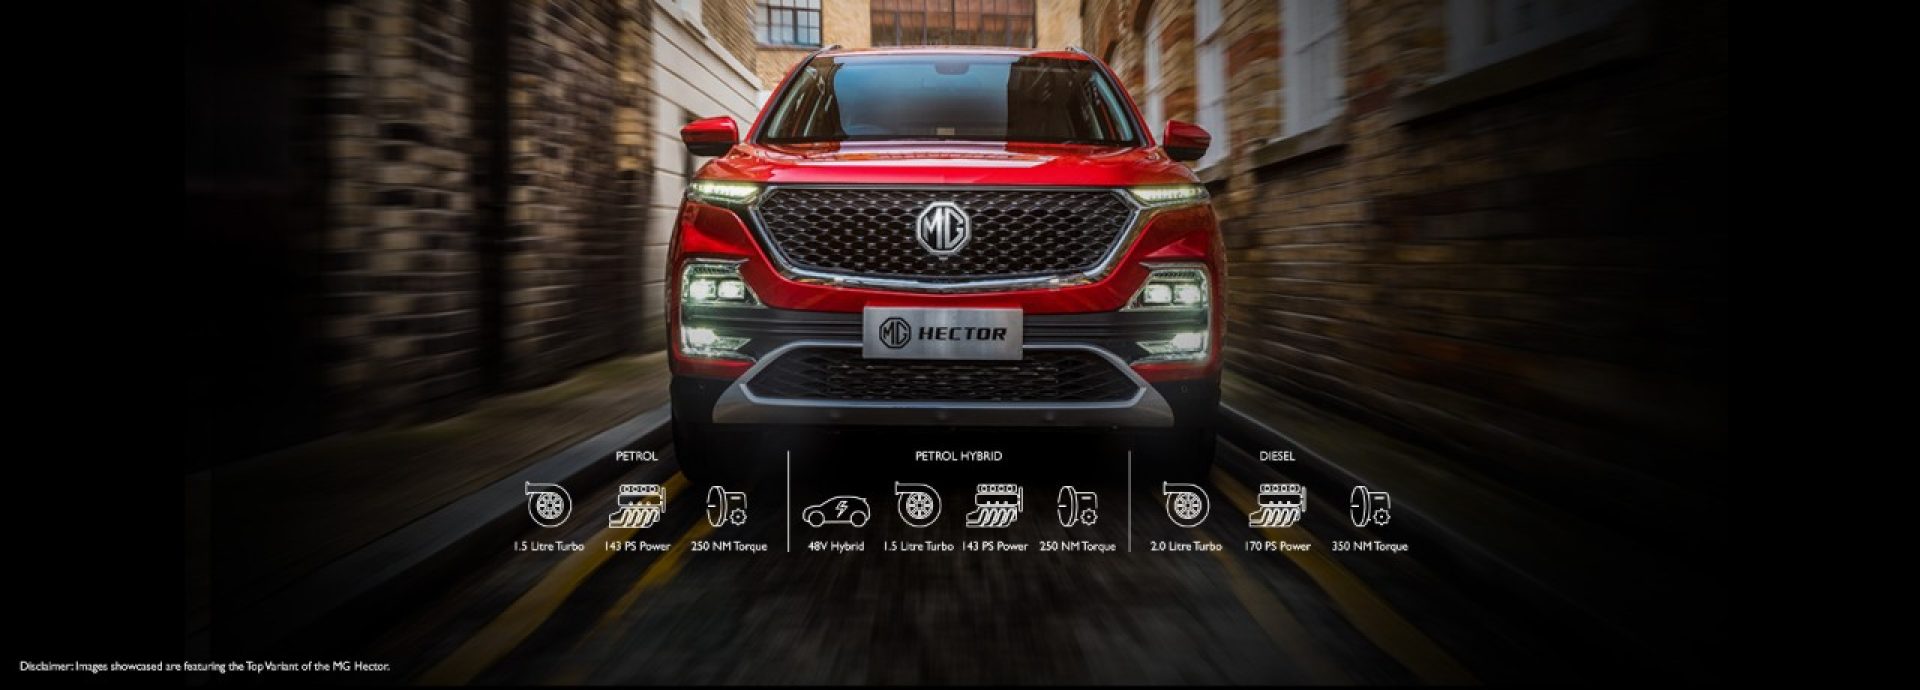 MG
MG HECTOR
PETROL
1.5 Litre Turbo
143 PS Power
250 NM Torque
PETROL HYBRID
48V Hybrid
1.5 Litre Turbo
143 PS Power
250 NM Torque
DIESEL
2.0 Litre Turbo
170 PS Power
350 NM Torque
Disclaimer: Images showcased are featuring the Top Variant of the MG Hector.